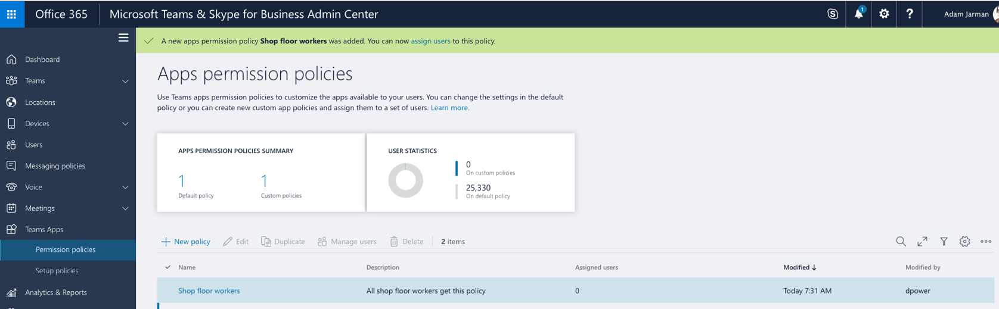 Office 365
Microsoft Teams & Skype for Business Admin Center
1
Adam Jarman
A new apps permission policy Shop floor workers was added. You can now assign users to this policy.
Dashboard
Teams
Locations
Devices
Users
Messaging policies
Voice
Meetings
Teams Apps
Permission policies
Setup policies
Analytics & Reports
Apps permission policies
Use Teams apps permission policies to customize the apps available to your users. You can change the settings in the default
policy or you can create new custom app policies and assign them to a set of users. Learn more.
APPS PERMISSION POLICIES SUMMARY
1
Default policy
1
Custom policies
USER STATISTICS
0
On custom policies
25,330
On default policy
New policy Edit Duplicate Manage users Delete 2 items
Name Description Assigned users Modified ↓ Modified by
Shop floor workers All shop floor workers get this policy 0 Today 7:31 AM dpower